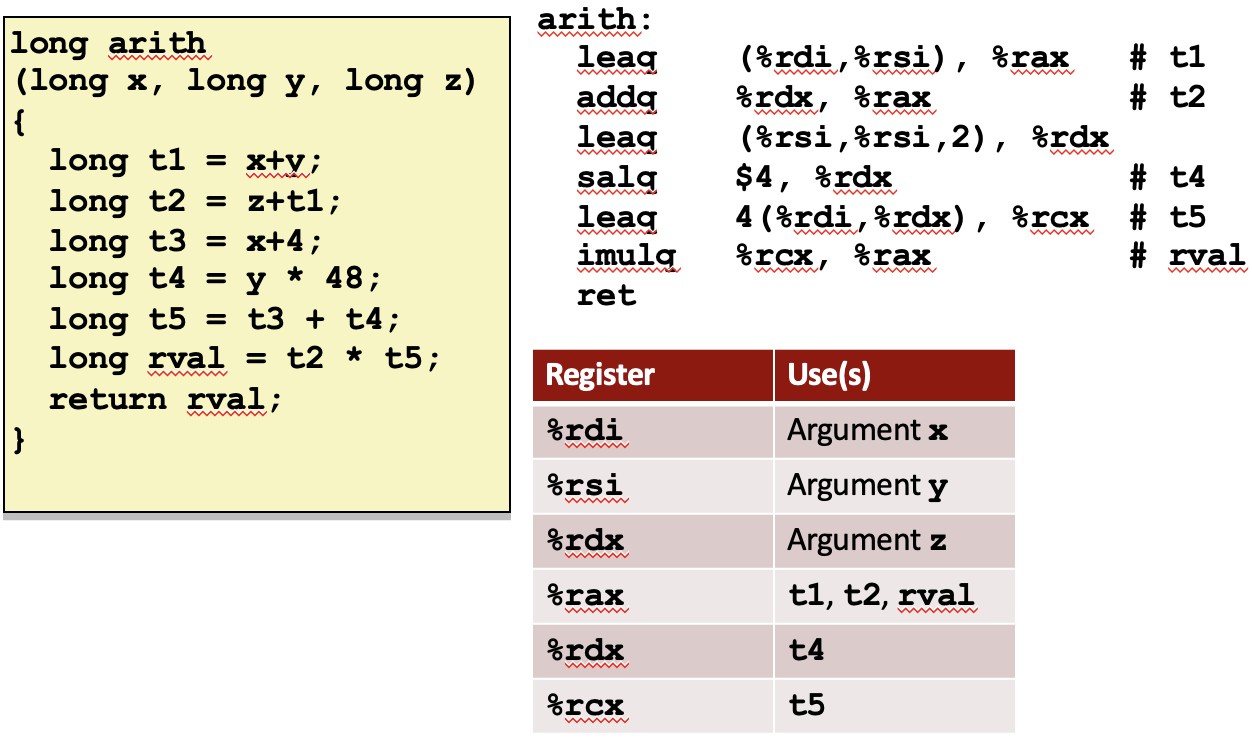 long arith
(long x, long y, long z)
{
  long t1 = x+y;
  long t2 = z+t1;
  long t3 = x+4;
  long t4 = y * 48;
  long t5 = t3 + t4;
  long rval = t2 * t5;
  return rval;
}
arith:
  leaq    (%rdi,%rsi), %rax   # t1
  addq    %rdx, %rax          # t2
  leaq    (%rsi,%rsi,2), %rdx
  salq    $4, %rdx            # t4
  leaq    4(%rdi,%rdx), %rcx  # t5
  imulq   %rcx, %rax          # rval
  ret
Register Use(s)
%rdi Argument x
%rsi Argument y
%rdx Argument z
%rax t1, t2, rval
%rdx t4
%rcx t5